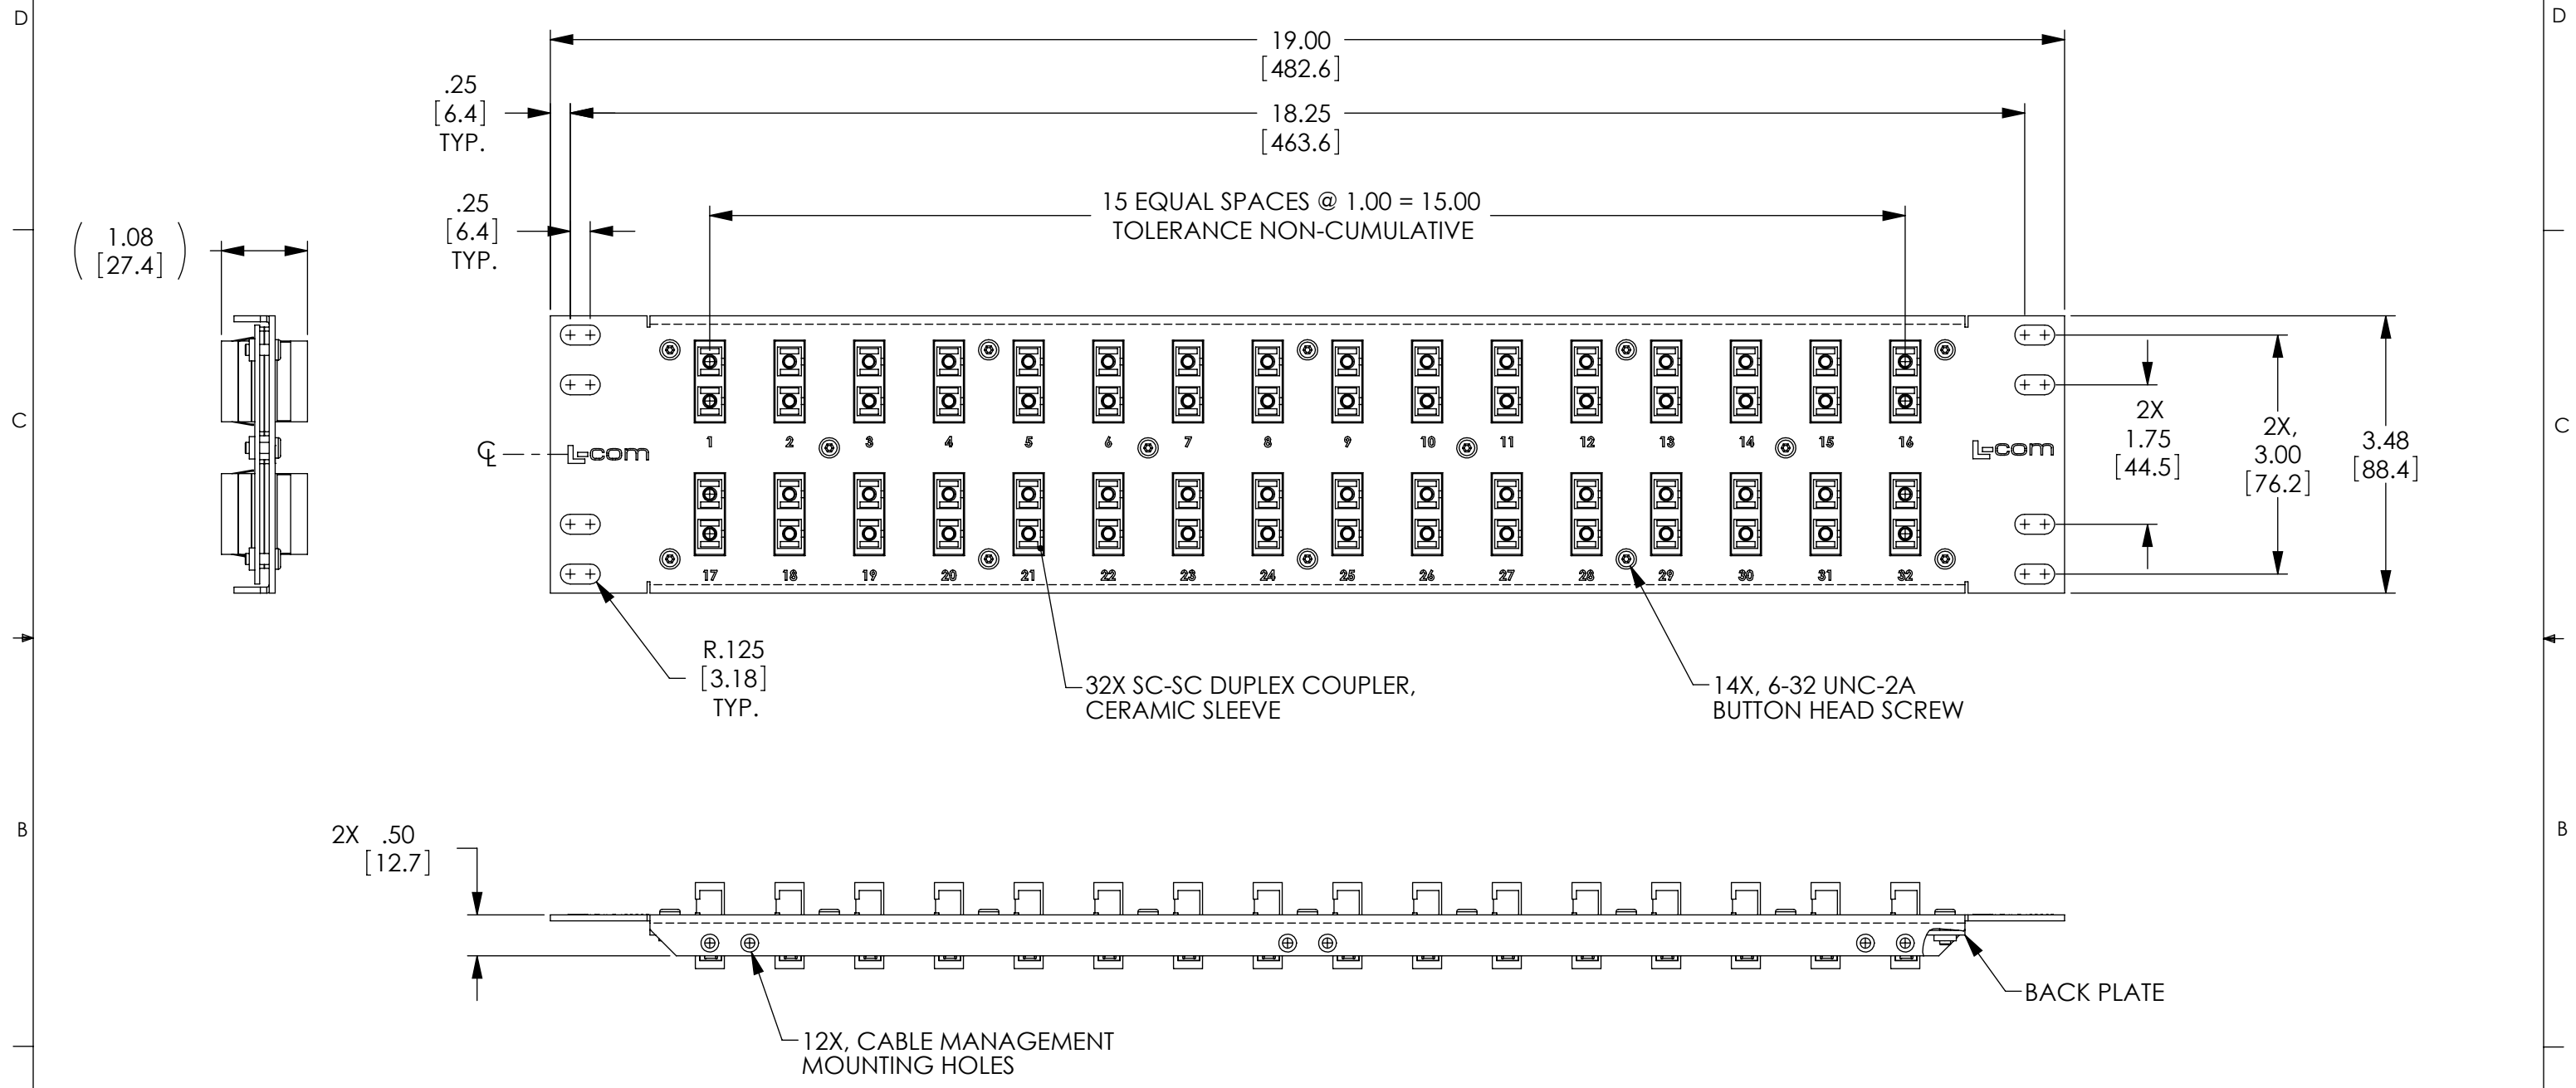 D
D
19.00
[482.6]
.25
[6.4]
TYP.
18.25
[463.6]
.25
[6.4]
TYP.
15 EQUAL SPACES @ 1.00 = 15.00
TOLERANCE NON-CUMULATIVE
( 1.08 )
[27.4]
C
C
1 2 3 4 5 6 7 8 9 10 11 12 13 14 15 16
℄
L-com
L-com
17 18 19 20 21 22 23 24 25 26 27 28 29 30 31 32
2X
1.75
[44.5]
2X,
3.00
[76.2]
3.48
[88.4]
R.125
[3.18]
TYP.
32X SC-SC DUPLEX COUPLER,
CERAMIC SLEEVE
14X, 6-32 UNC-2A
BUTTON HEAD SCREW
B
B
2X .50
[12.7]
BACK PLATE
12X, CABLE MANAGEMENT
MOUNTING HOLES